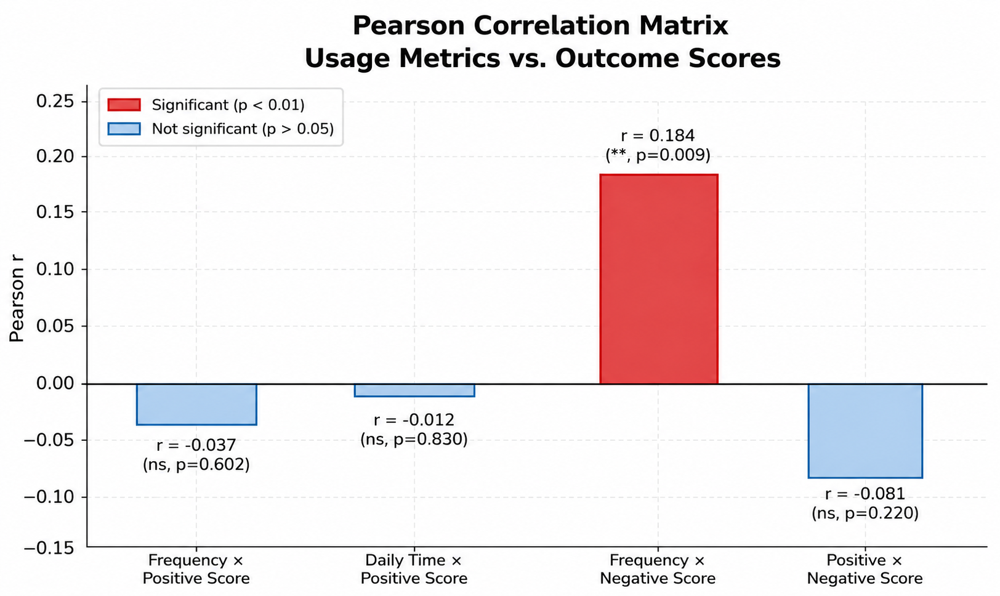 Pearson Correlation Matrix
Usage Metrics vs. Outcome Scores
Significant (p < 0.01)
Not significant (p > 0.05)
Pearson r
0.25
0.20
0.15
0.10
0.05
0.00
−0.05
−0.10
−0.15
r = -0.037
(ns, p=0.602)
r = -0.012
(ns, p=0.830)
r = 0.184
(**, p=0.009)
r = -0.081
(ns, p=0.220)
Frequency ×
Positive Score
Daily Time ×
Positive Score
Frequency ×
Negative Score
Positive ×
Negative Score